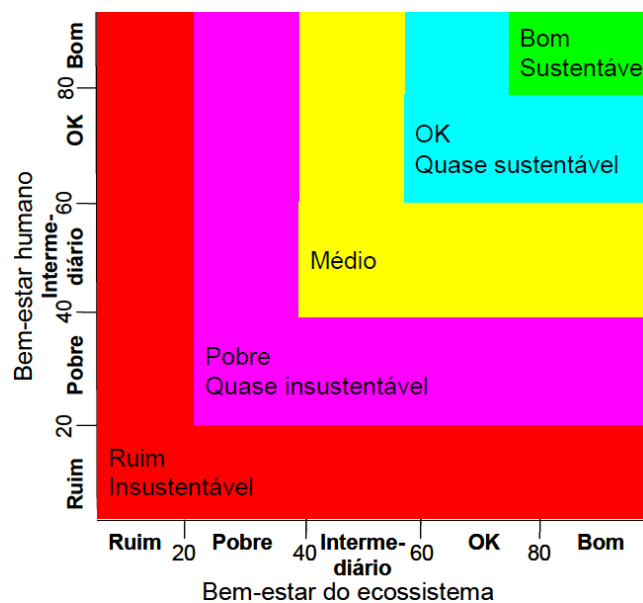 Bom
Sustentáve
OK
Quase sustentável
Médio
Pobre
Quase insustentável
Ruim
Insustentável
Bem-estar humano
Bom
80
OK
60
Interme-
diário
40
Pobre
20
Ruim
Ruim
20
Pobre
40
Interme-
diário
60
OK
80
Bom
Bem-estar do ecossistema